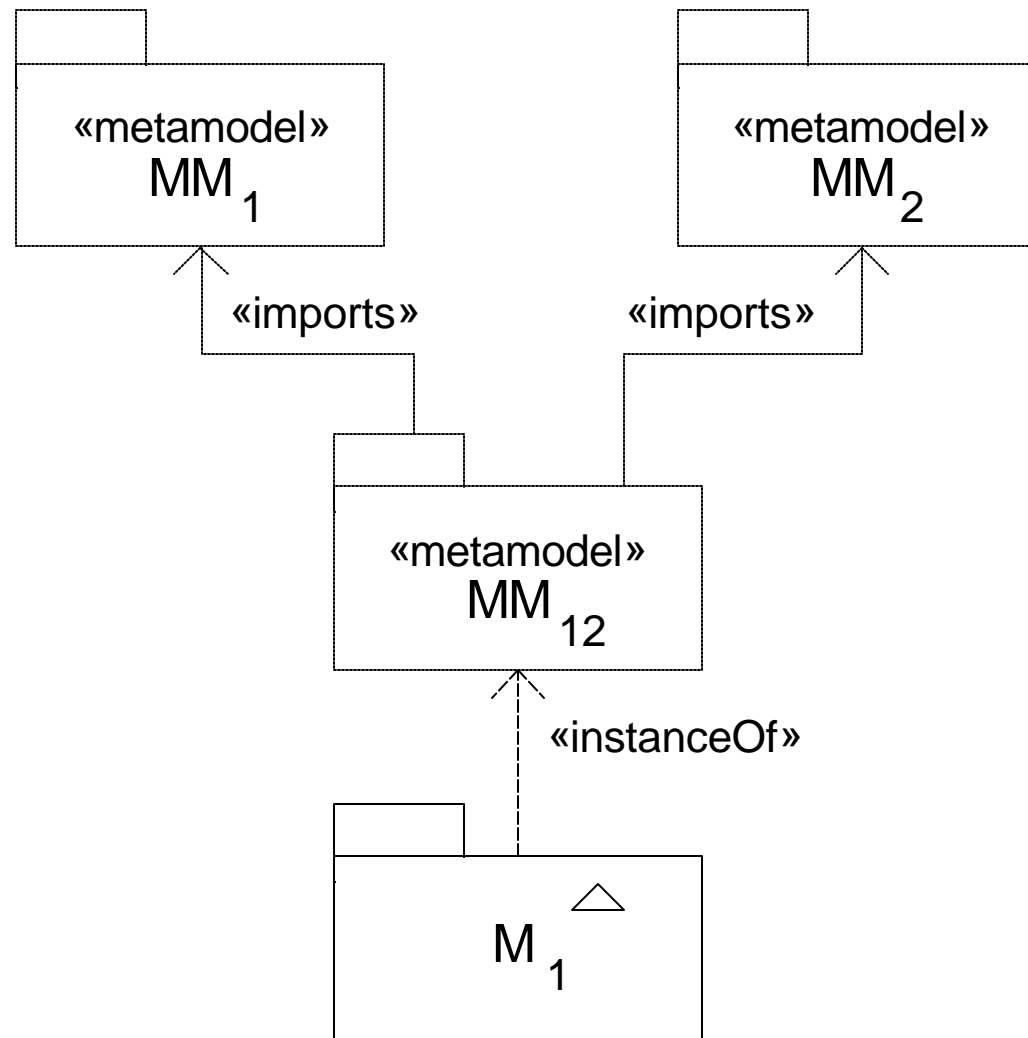 «metamodel»
MM₁
«metamodel»
MM₂
«imports»
«imports»
«metamodel»
MM₁₂
«instanceOf»
M₁